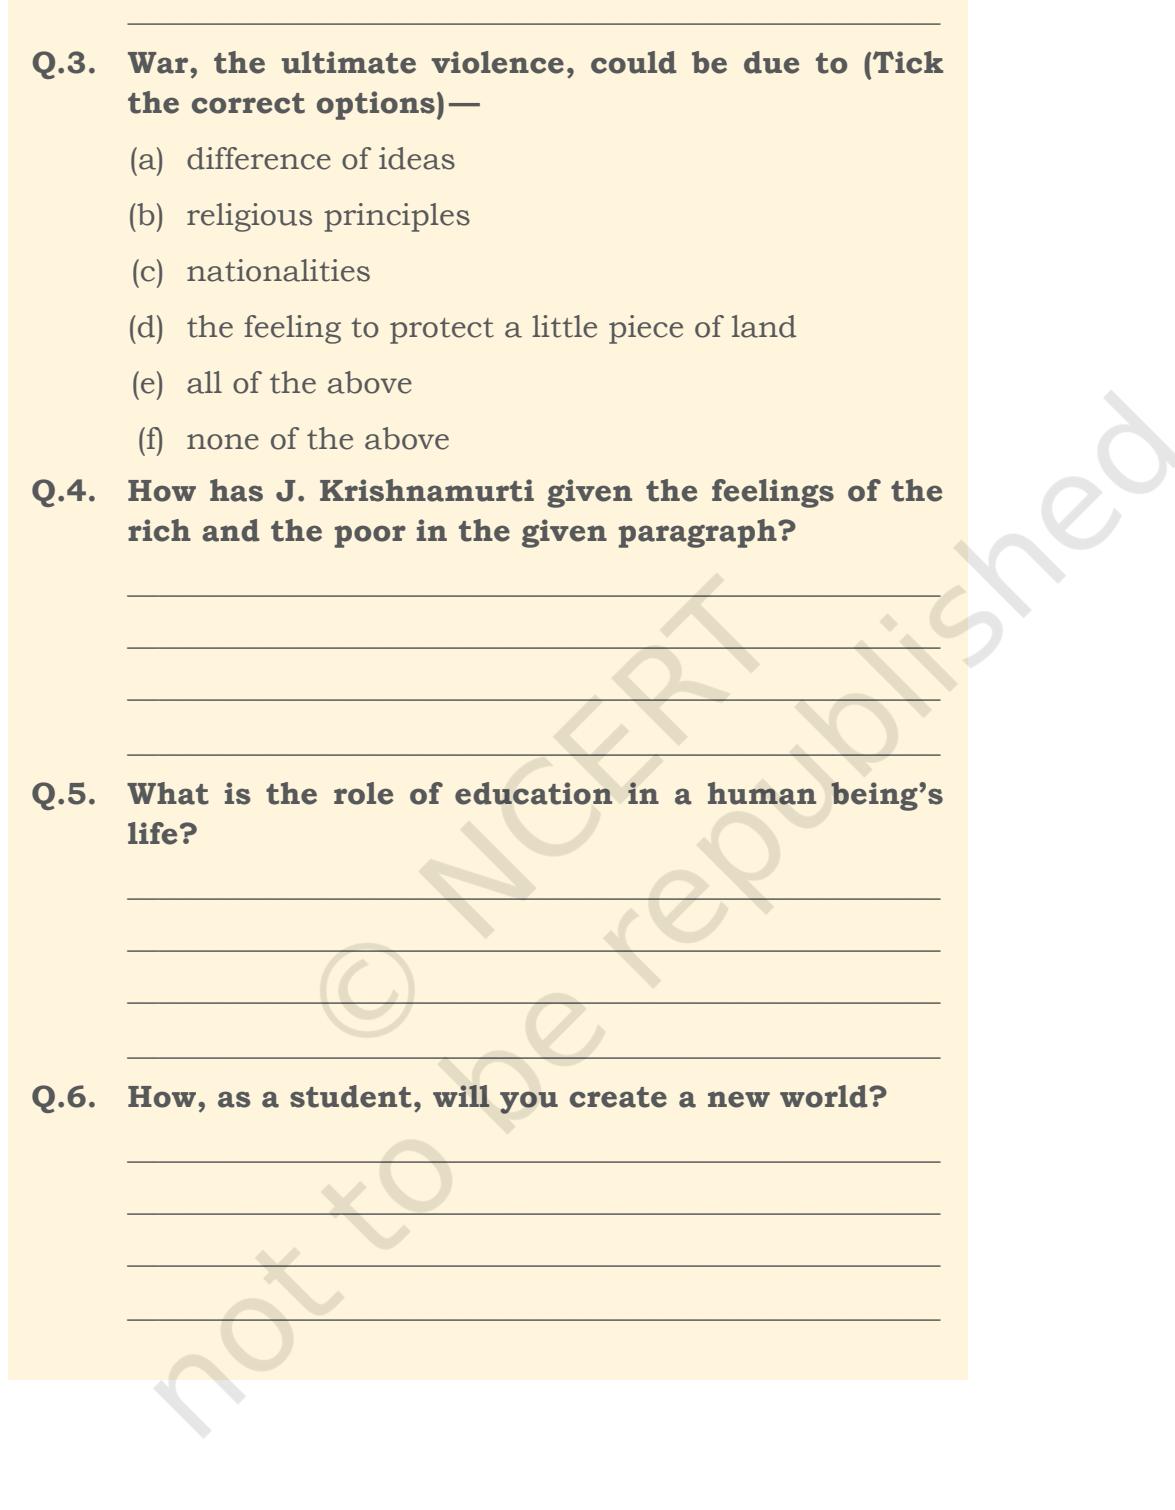 Q.3. War, the ultimate violence, could be due to (Tick
the correct options)—
(a) difference of ideas
(b) religious principles
(c) nationalities
(d) the feeling to protect a little piece of land
(e) all of the above
(f) none of the above
Q.4. How has J. Krishnamurti given the feelings of the
rich and the poor in the given paragraph?
Q.5. What is the role of education in a human being’s
life?
Q.6. How, as a student, will you create a new world?
© NCERT
not to be republished